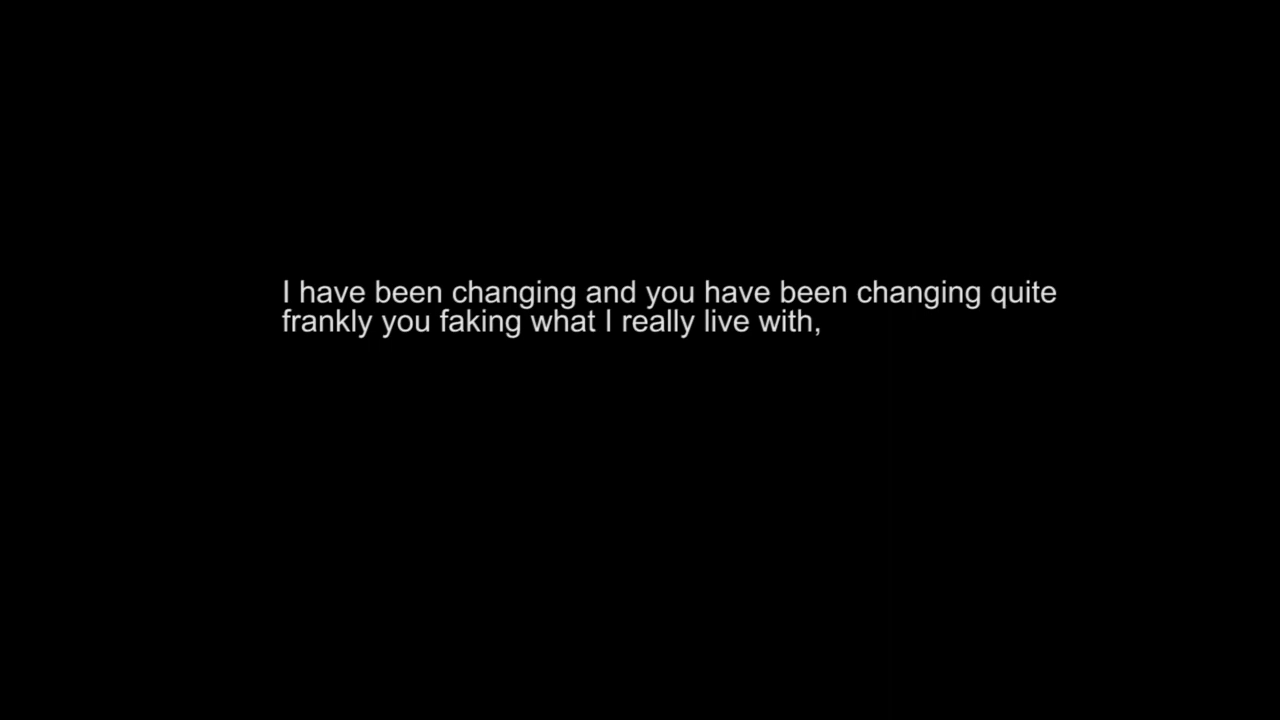 I have been changing and you have been changing quite
frankly you faking what I really live with,